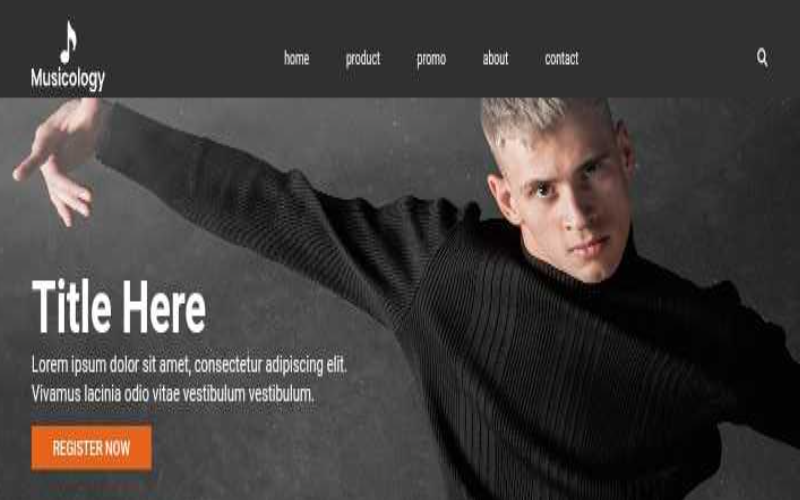 Musicology
home product promo about contact
Title Here
Lorem ipsum dolor sit amet, consectetur adipiscing elit.
Vivamus lacinia odio vitae vestibulum vestibulum.
REGISTER NOW